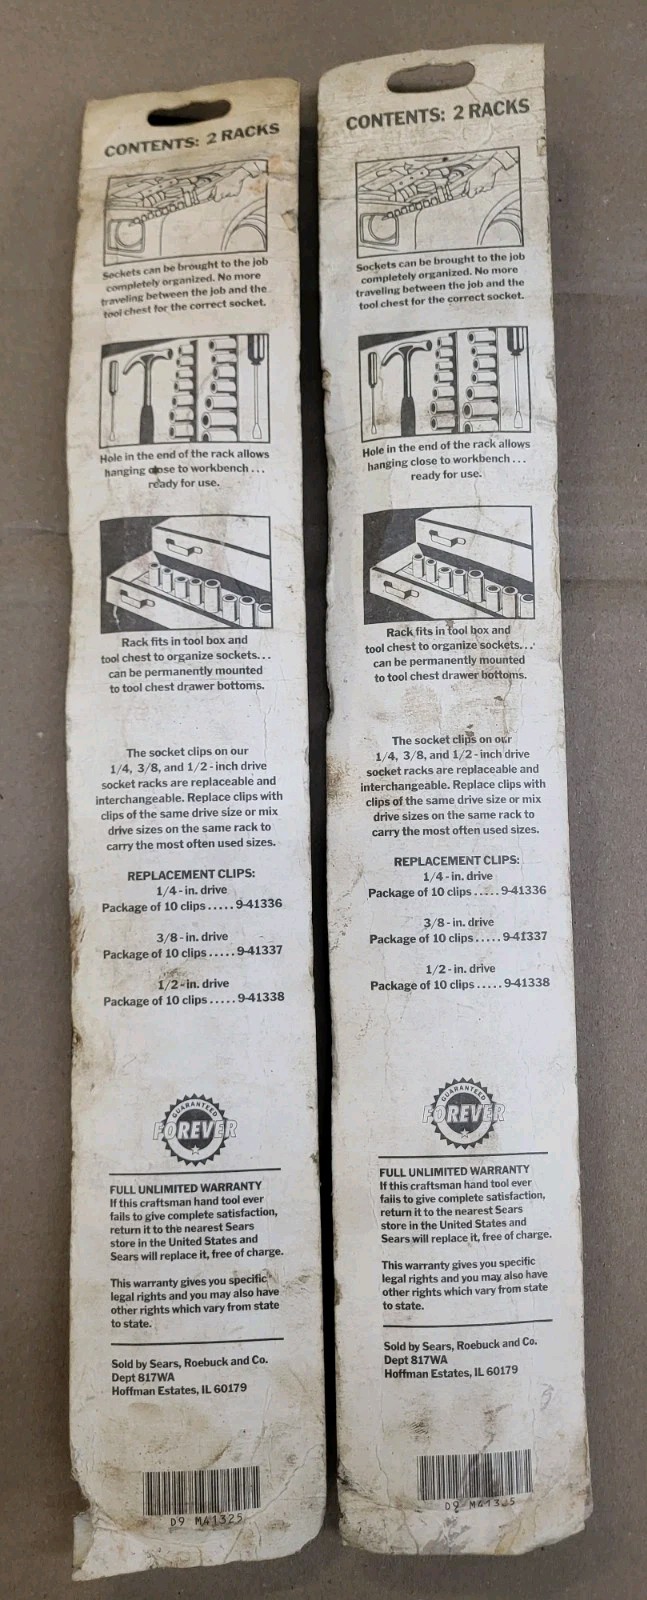 CONTENTS: 2 RACKS
Sockets can be brought to the job
completely organized. No more
traveling between the job and the
tool chest for the correct socket.
Hole in the end of the rack allows
hanging close to workbench ...
ready for use.
Rack fits in tool box and
tool chest to organize sockets...
can be permanently mounted
to tool chest drawer bottoms.
The socket clips on our
1/4, 3/8, and 1/2 - inch drive
socket racks are replaceable and
interchangeable. Replace clips with
clips of the same drive size or mix
drive sizes on the same rack to
carry the most often used sizes.
REPLACEMENT CLIPS:
1/4 - in. drive
Package of 10 clips ..... 9-41336
3/8 - in. drive
Package of 10 clips ..... 9-41337
1/2 - in. drive
Package of 10 clips ..... 9-41338
GUARANTEED
FOREVER
FULL UNLIMITED WARRANTY
If this craftsman hand tool ever
fails to give complete satisfaction,
return it to the nearest Sears
store in the United States and
Sears will replace it, free of charge.
This warranty gives you specific
legal rights and you may also have
other rights which vary from state
to state.
Sold by Sears, Roebuck and Co.
Dept 817WA
Hoffman Estates, IL 60179
D9 M41325
CONTENTS: 2 RACKS
Sockets can be brought to the job
completely organized. No more
traveling between the job and the
tool chest for the correct socket.
Hole in the end of the rack allows
hanging close to workbench ...
ready for use.
Rack fits in tool box and
tool chest to organize sockets...
can be permanently mounted
to tool chest drawer bottoms.
The socket clips on our
1/4, 3/8, and 1/2 - inch drive
socket racks are replaceable and
interchangeable. Replace clips with
clips of the same drive size or mix
drive sizes on the same rack to
carry the most often used sizes.
REPLACEMENT CLIPS:
1/4 - in. drive
Package of 10 clips ..... 9-41336
3/8 - in. drive
Package of 10 clips ..... 9-41337
1/2 - in. drive
Package of 10 clips ..... 9-41338
GUARANTEED
FOREVER
FULL UNLIMITED WARRANTY
If this craftsman hand tool ever
fails to give complete satisfaction,
return it to the nearest Sears
store in the United States and
Sears will replace it, free of charge.
This warranty gives you specific
legal rights and you may also have
other rights which vary from state
to state.
Sold by Sears, Roebuck and Co.
Dept 817WA
Hoffman Estates, IL 60179
D9